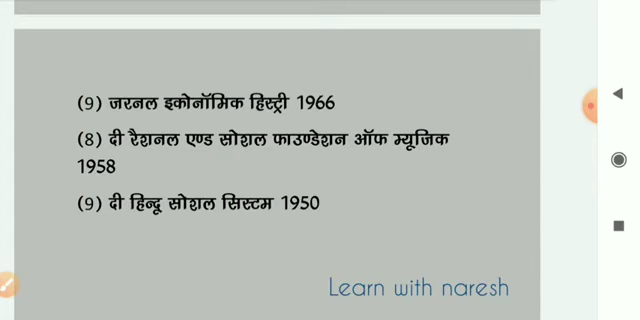 (9) जरनल इकोनॉमिक हिस्ट्री 1966
(8) दी रैशनल एण्ड सोशल फाउण्डेशन ऑफ म्यूजिक
1958
(9) दी हिन्दू सोशल सिस्टम 1950
Learn with naresh